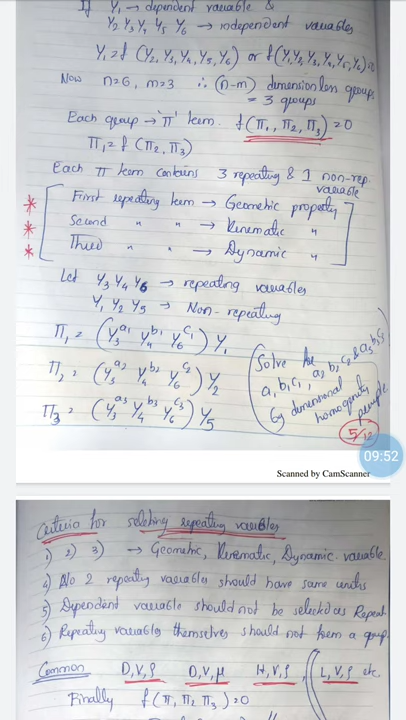 If Y₁ → dependent variable &
Y₂ Y₃ Y₄ Y₅ Y₆ → independent variables
Y₁ = f (Y₂, Y₃, Y₄, Y₅, Y₆) or f(Y₁, Y₂, Y₃, Y₄, Y₅, Y₆)=0
Now n=6, m=3 ∴ (n-m) dimensionless groups
= 3 groups
Each group → 'π' term. f(π₁, π₂, π₃) = 0
π₁ = f (π₂, π₃)
Each π term contains 3 repeating & 1 non-rep. variable
* First repeating term → Geometric property
* Second " " → Kinematic "
* Third " " → Dynamic "
Let Y₃ Y₄ Y₆ → repeating variables
Y₁ Y₂ Y₅ → Non-repeating
π₁ = (Y₃^a₁ Y₄^b₁ Y₆^c₁) Y₁
π₂ = (Y₃^a₂ Y₄^b₂ Y₆^c₂) Y₂
π₃ = (Y₃^a₃ Y₄^b₃ Y₆^c₃) Y₅
Solve for
a₁ b₁ c₁, a₂ b₂ c₂ & a₃ b₃ c₃
by dimensional
homogeneity
5/12
09:52
Scanned by CamScanner
Criteria for selecting repeating variables
1) 2) 3) → Geometric, Kinematic, Dynamic variable
4) No 2 repeating variables should have same units
5) Dependent variable should not be selected as Repeat
6) Repeating variables themselves should not form a group
Common D,V,ρ D,V,μ H,V,ρ, L,V,ρ etc
Finally f(π₁ π₂ π₃) = 0